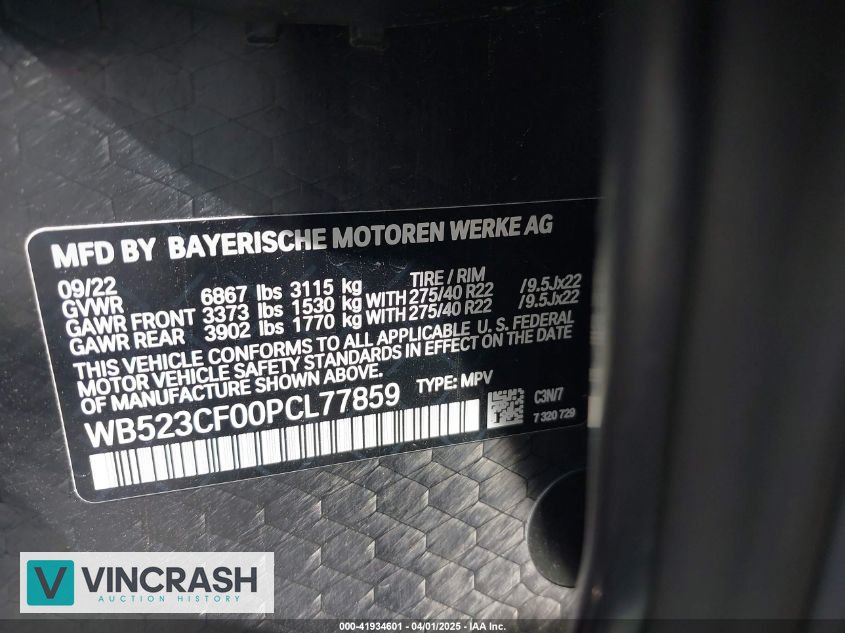 MFD BY BAYERISCHE MOTOREN WERKE AG
09/22 TIRE / RIM
GVWR 6867 lbs 3115 kg
GAWR FRONT 3373 lbs 1530 kg WITH 275/40 R22 /9.5Jx22
GAWR REAR 3902 lbs 1770 kg WITH 275/40 R22 /9.5Jx22
THIS VEHICLE CONFORMS TO ALL APPLICABLE U. S. FEDERAL
MOTOR VEHICLE SAFETY STANDARDS IN EFFECT ON THE DATE
OF MANUFACTURE SHOWN ABOVE.
WB523CF00PCL77859 TYPE: MPV
C3N/7
7 320 729
VINCRASH
AUCTION HISTORY
000-41934601 - 04/01/2025 - IAA Inc.